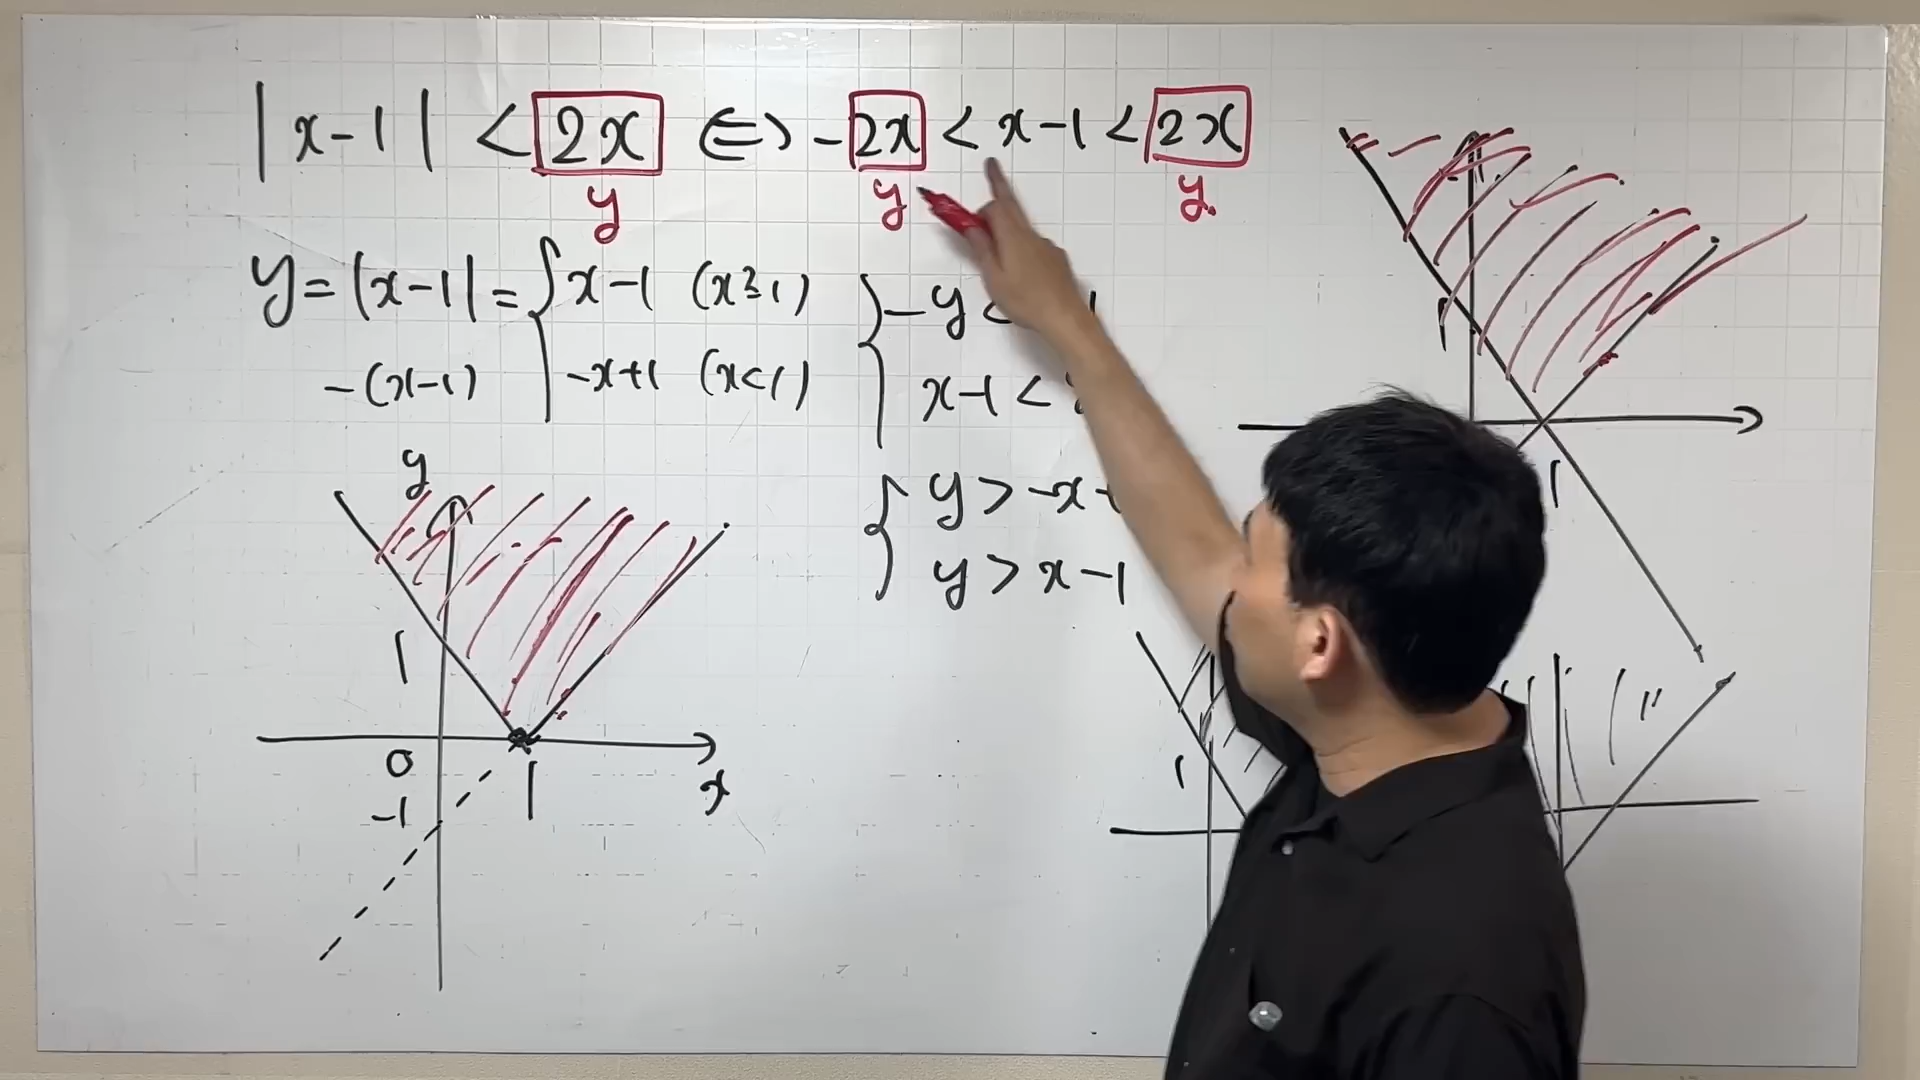 |x-1| < 2x ⇔ -2x < x-1 < 2x
y y y.
y = |x-1| = { x-1 (x≥1)
-(x-1) -x+1 (x<1)
{ -y <
x-1 <
{ y > -x
y > x-1
y
1
0
-1
1
x
1
1
1